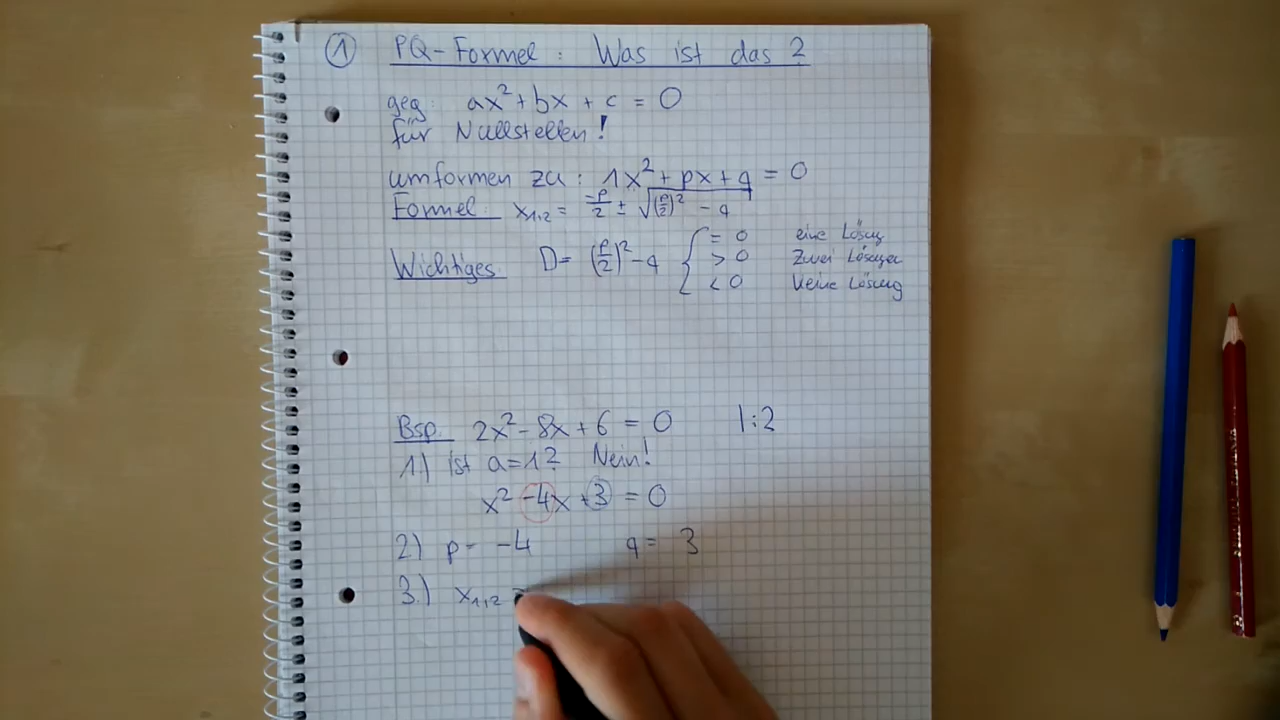 ① PQ-Formel: Was ist das?
geg: ax²+bx+c = 0
für Nullstellen!
umformen zu: 1x²+px+q = 0
Formel: x₁,₂ = -p/2 ± √((p/2)² - q)
Wichtiges D= (p/2)²-q { = 0 eine Lösung
> 0 Zwei Lösungen
< 0 keine Lösung
Bsp. 2x²-8x+6 = 0 |:2
1.) ist a=1? Nein!
x²-4x+3 = 0
2) p= -4 q= 3
3.) x₁,₂ =